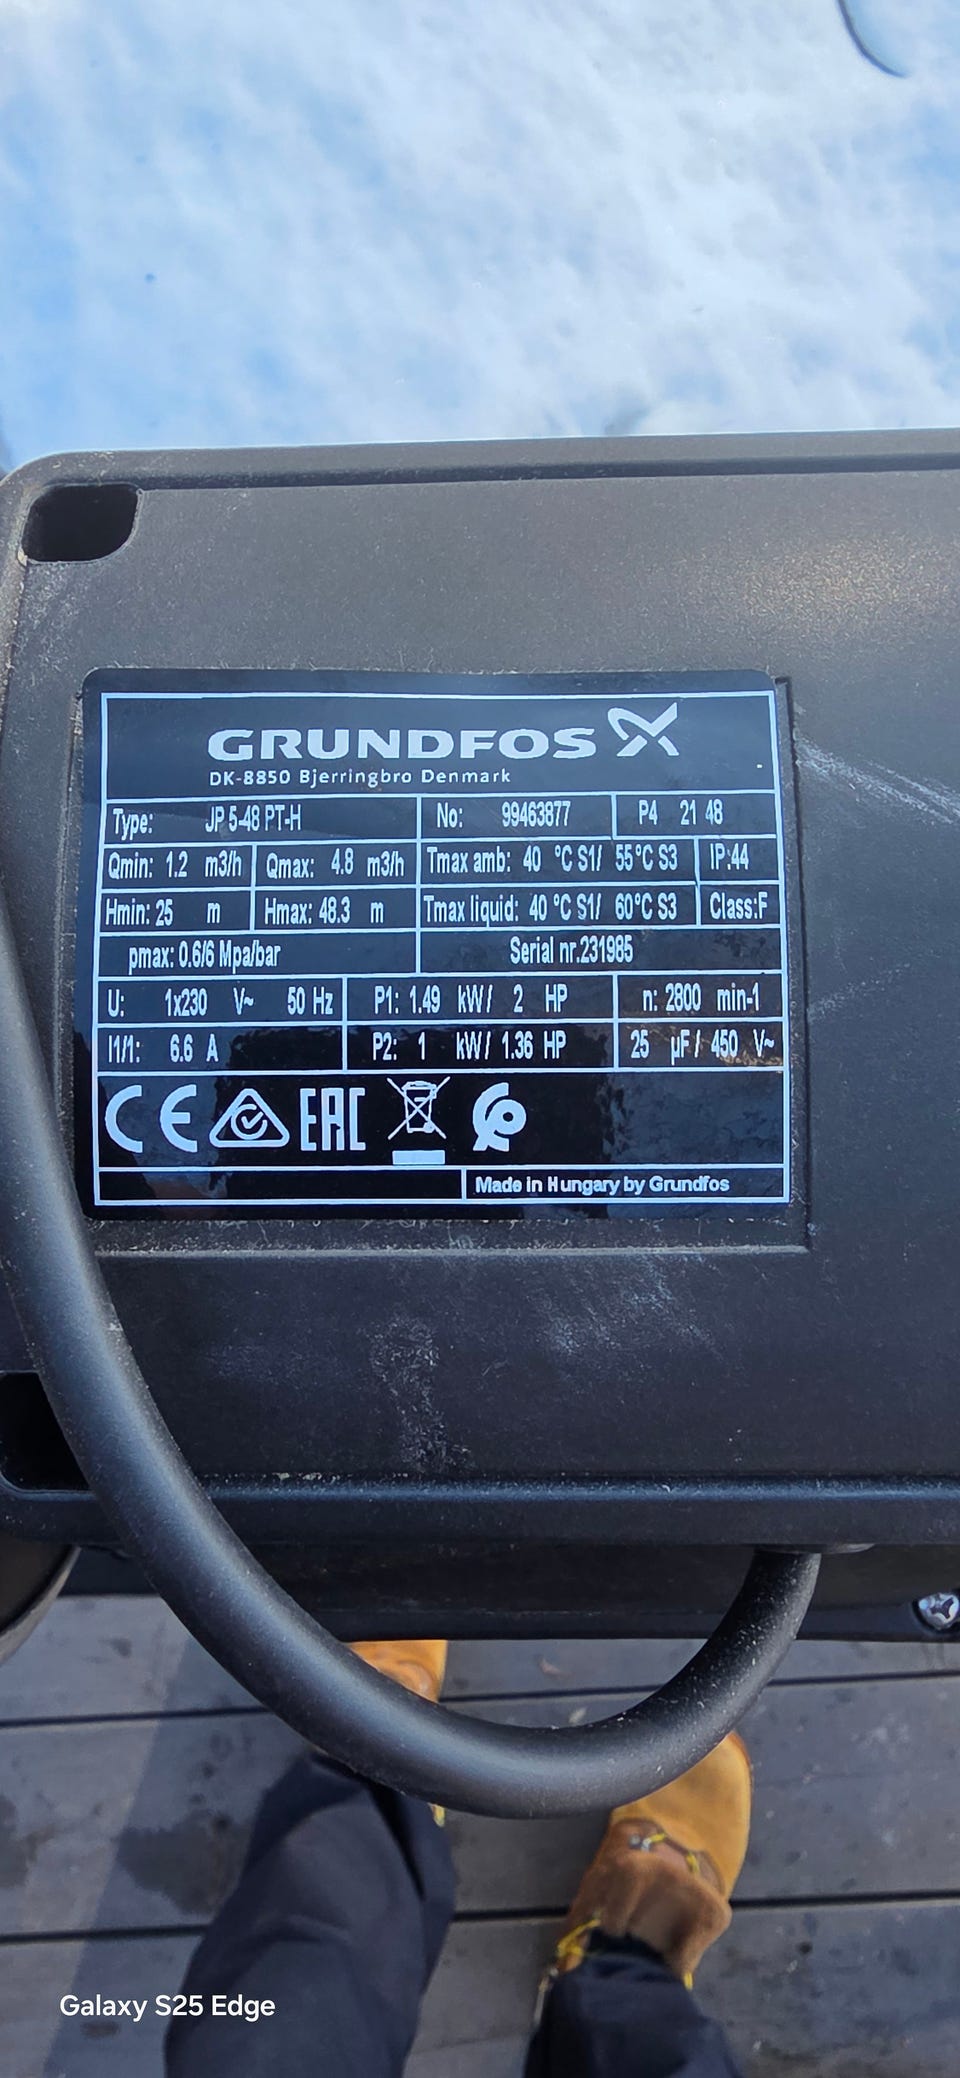 GRUNDFOS
DK-8850 Bjerringbro Denmark
Type: JP 5-48 PT-H No: 99463877 P4 21 48
Qmin: 1.2 m3/h Qmax: 4.8 m3/h Tmax amb: 40 °C S1/ 55°C S3 IP:44
Hmin: 25 m Hmax: 48.3 m Tmax liquid: 40 °C S1/ 60°C S3 Class:F
pmax: 0.6/6 Mpa/bar Serial nr.231985
U: 1x230 V~ 50 Hz P1: 1.49 kW/ 2 HP n: 2800 min-1
I1/1: 6.6 A P2: 1 kW/ 1.36 HP 25 µF/ 450 V~
CE EAC
Made in Hungary by Grundfos
Galaxy S25 Edge